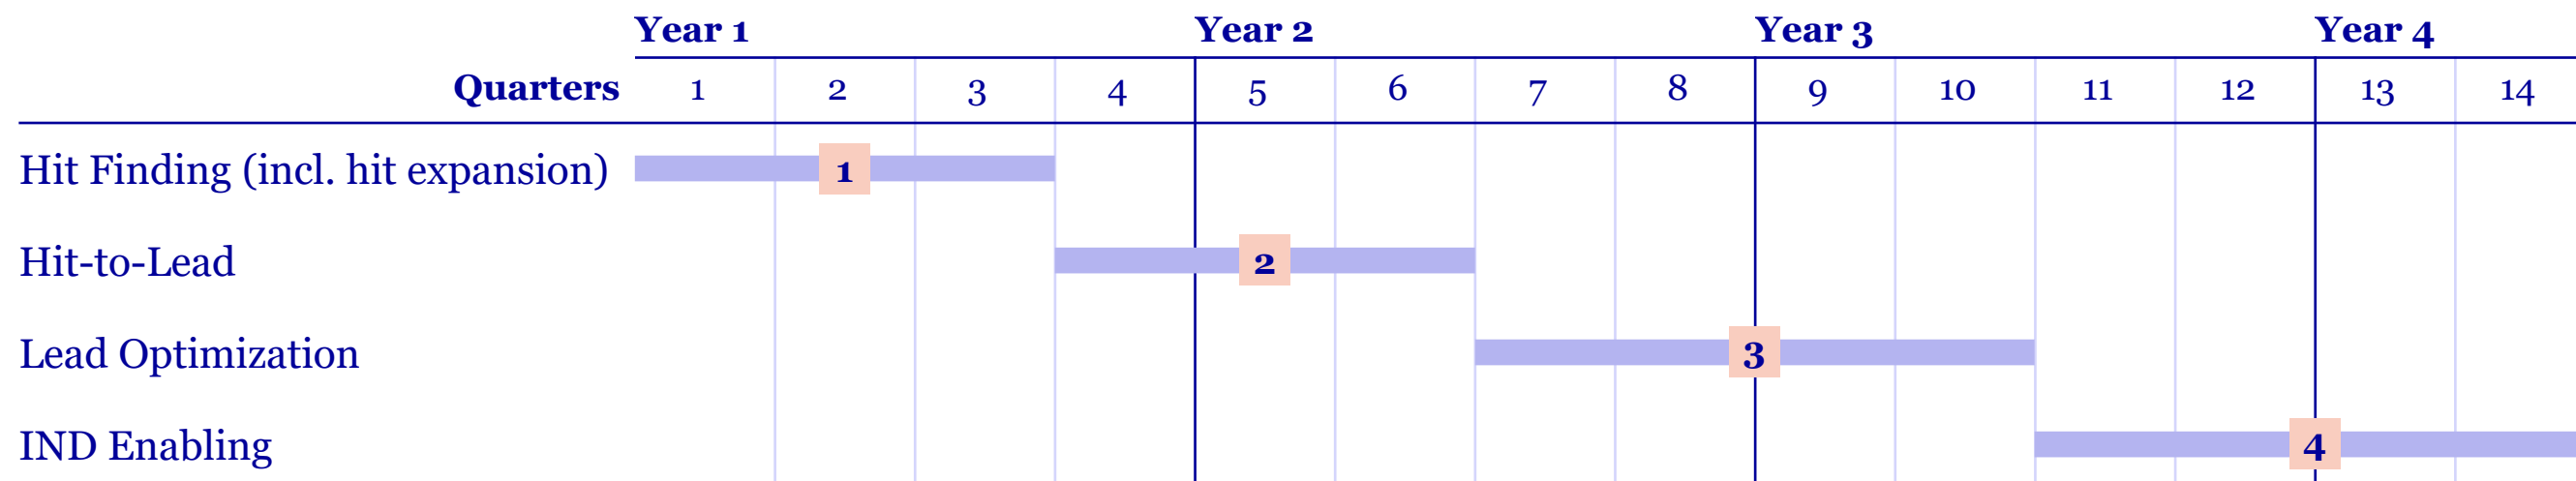 Year 1 Year 2 Year 3 Year 4
Quarters 1 2 3 4 5 6 7 8 9 10 11 12 13 14
Hit Finding (incl. hit expansion) 1
Hit-to-Lead 2
Lead Optimization 3
IND Enabling 4